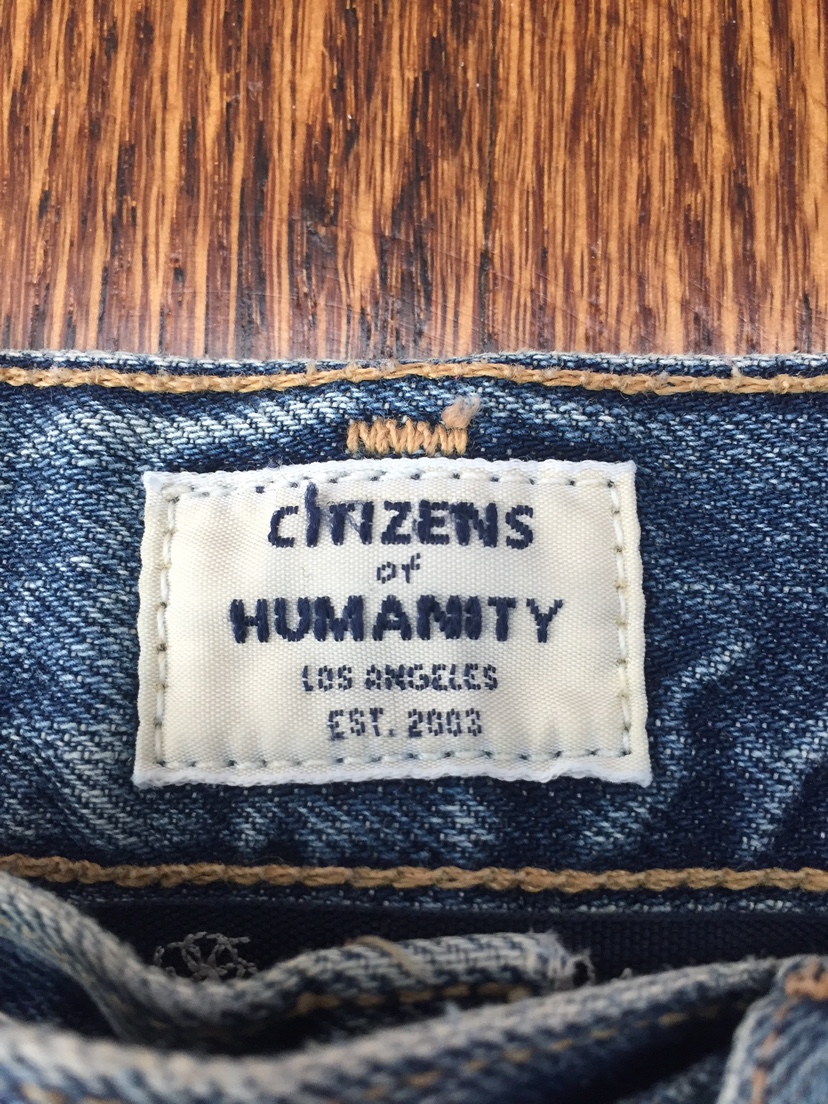 CITIZENS
OF
HUMANITY
LOS ANGELES
EST. 2003